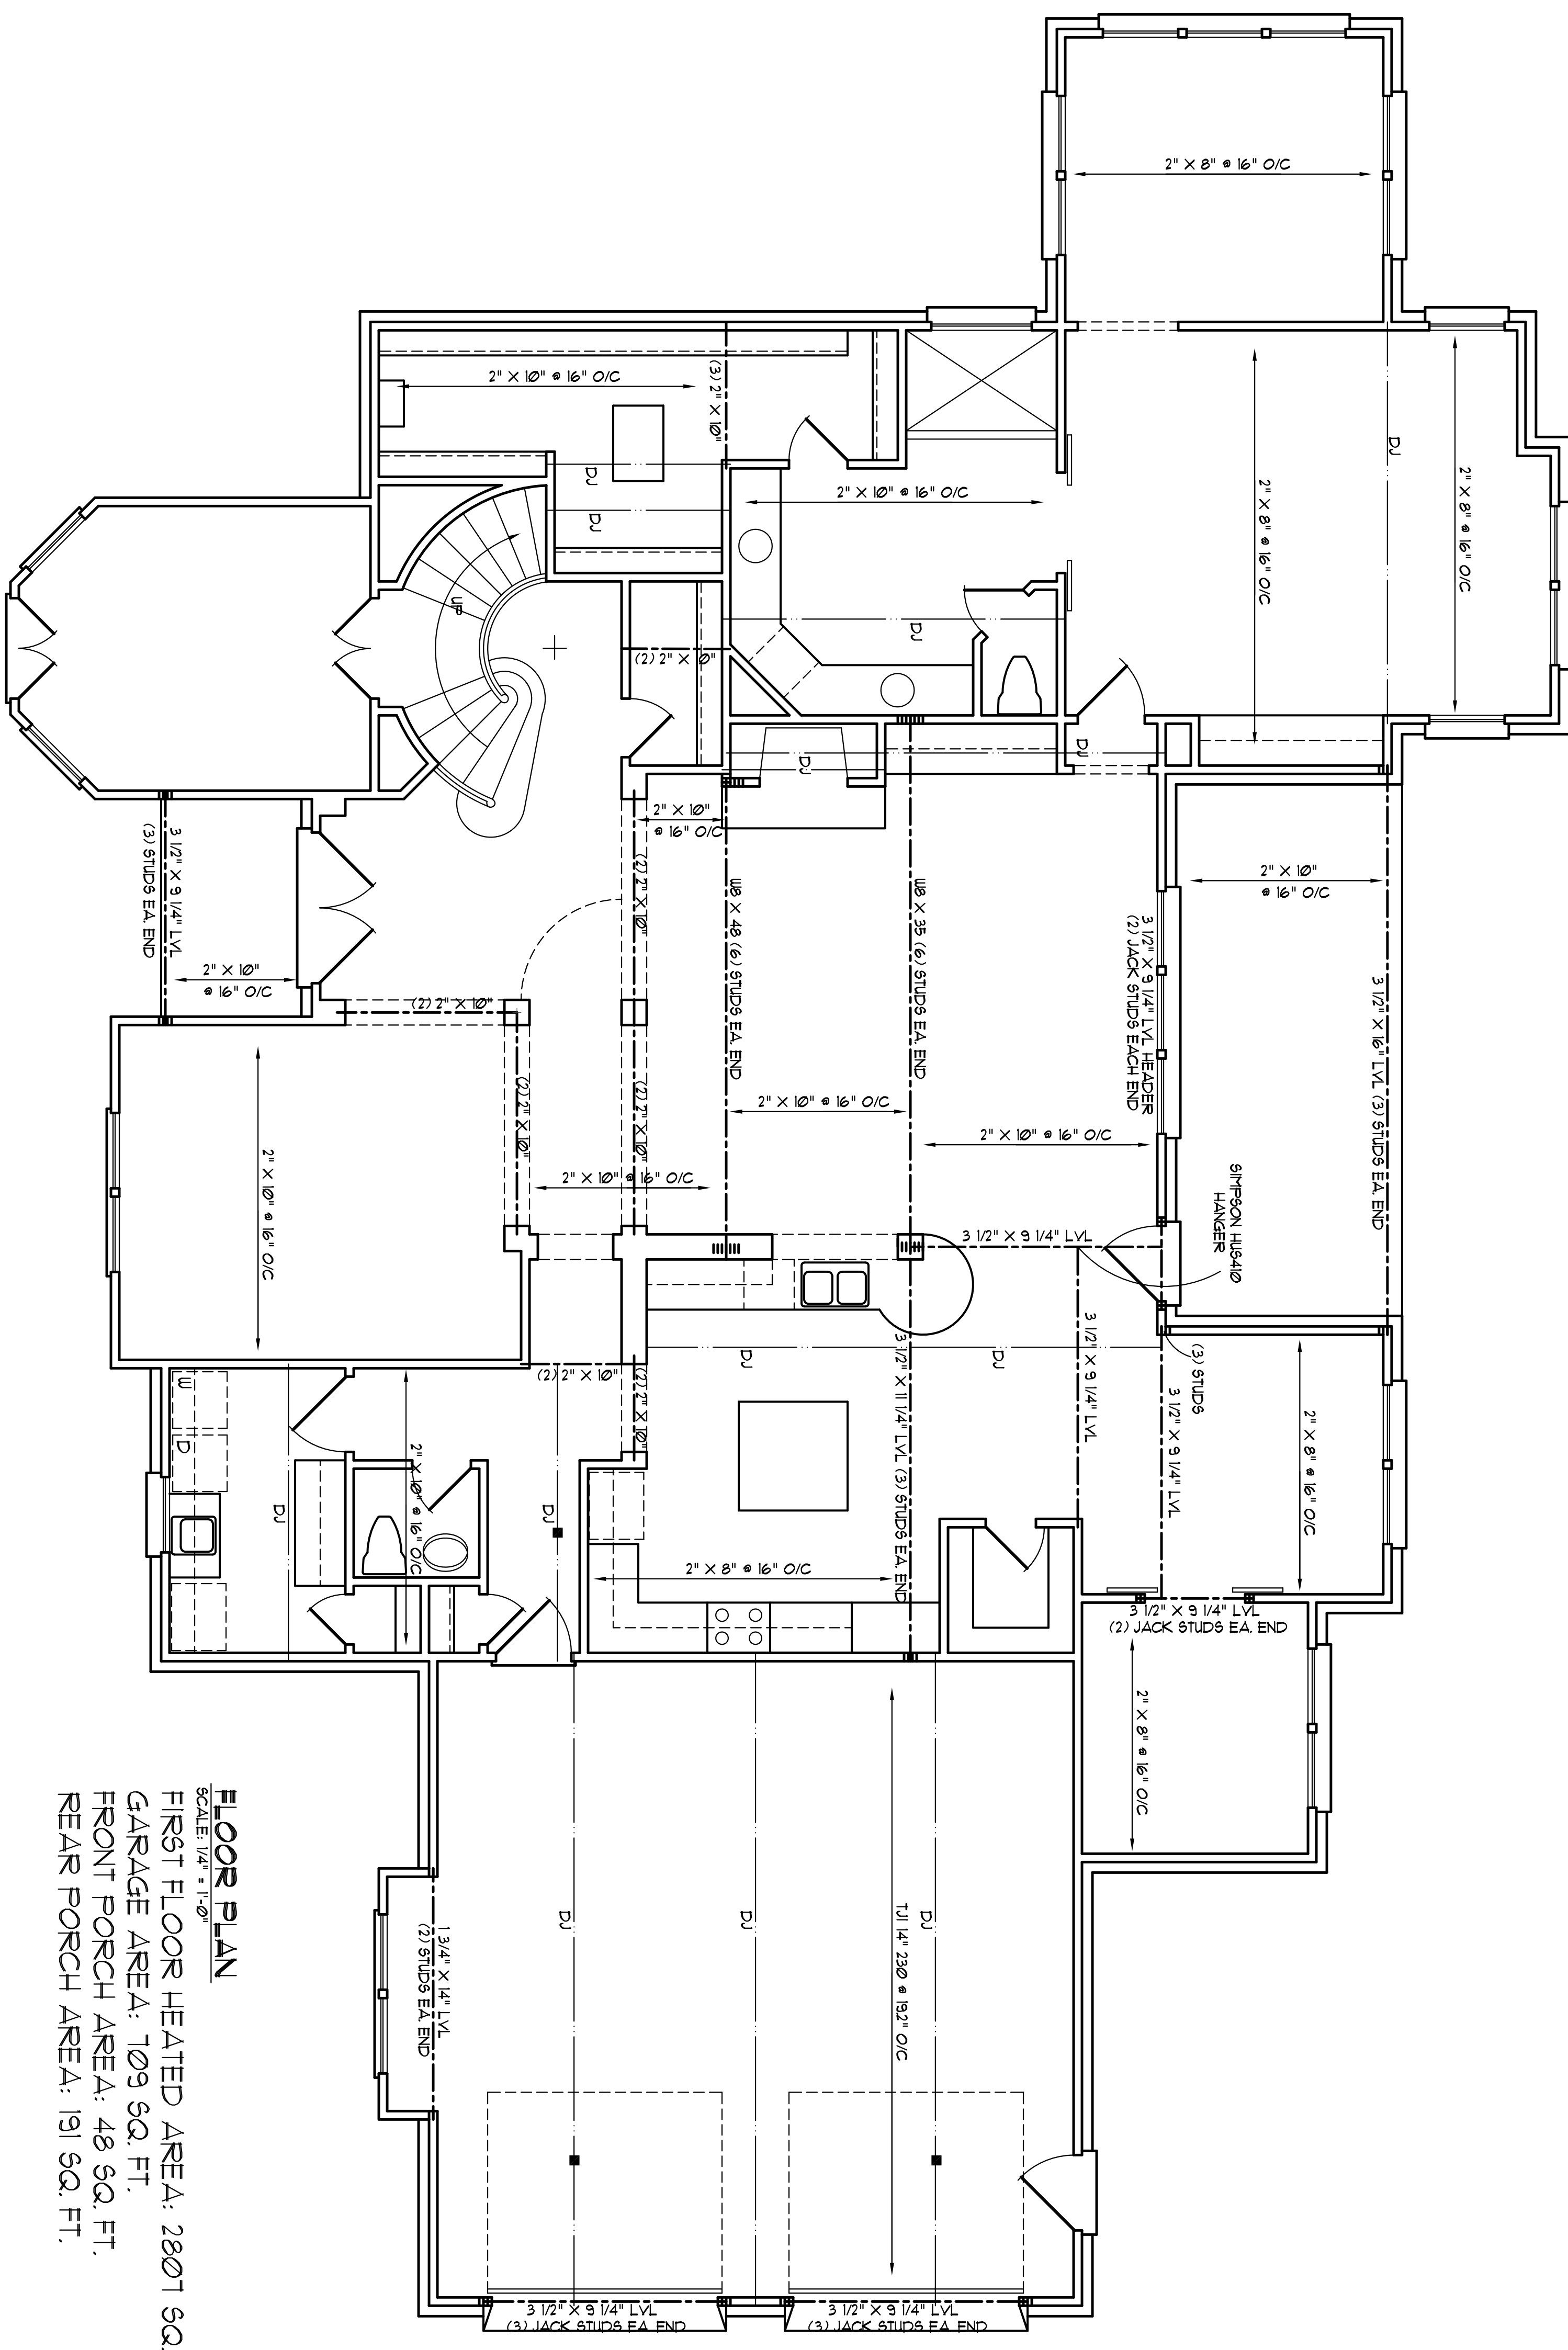 2" X 8" @ 16" O/C
2" X 10" @ 16" O/C
(3) 2" X 10"
DJ
2" X 8" @ 16" O/C
2" X 8" @ 16" O/C
DJ
DJ
2" X 10" @ 16" O/C
UP
DJ
(2) 2" X 10"
DJ
DJ
2" X 10"
@ 16" O/C
3 1/2" X 9 1/4" LVL
(3) STUDS EA. END
2" X 10"
@ 16" O/C
(2) 2" X 10"
W8 X 48 (6) STUDS EA. END
W8 X 35 (6) STUDS EA. END
3 1/2" X 9 1/4" LVL HEADER
(2) JACK STUDS EACH END
2" X 10"
@ 16" O/C
3 1/2" X 16" LVL (3) STUDS EA. END
(2) 2" X 10"
2" X 10" @ 16" O/C
(2) 2" X 10"
(2) 2" X 10"
2" X 10" @ 16" O/C
2" X 10" @ 16" O/C
2" X 10" @ 16" O/C
SIMPSON HUS410
HANGER
3 1/2" X 9 1/4" LVL
3 1/2" X 9 1/4" LVL
(3) STUDS
3 1/2" X 9 1/4" LVL
2" X 8" @ 16" O/C
DJ
DJ
3 1/2" X 11 1/4" LVL (3) STUDS EA. END
(2) 2" X 10"
(2) 2" X 10"
W
D
DJ
2" X 10" @ 16" O/C
DJ
2" X 8" @ 16" O/C
3 1/2" X 9 1/4" LVL
(2) JACK STUDS EA. END
2" X 8" @ 16" O/C
DJ
DJ
DJ
TJI 14" 230 @ 19.2" O/C
1 3/4" X 14" LVL
(2) STUDS EA. END
3 1/2" X 9 1/4" LVL
(3) JACK STUDS EA. END
3 1/2" X 9 1/4" LVL
(3) JACK STUDS EA. END
FLOOR PLAN
SCALE: 1/4" = 1'-0"
FIRST FLOOR HEATED AREA: 2807 SQ.
GARAGE AREA: 709 SQ. FT.
FRONT PORCH AREA: 48 SQ. FT.
REAR PORCH AREA: 191 SQ. FT.